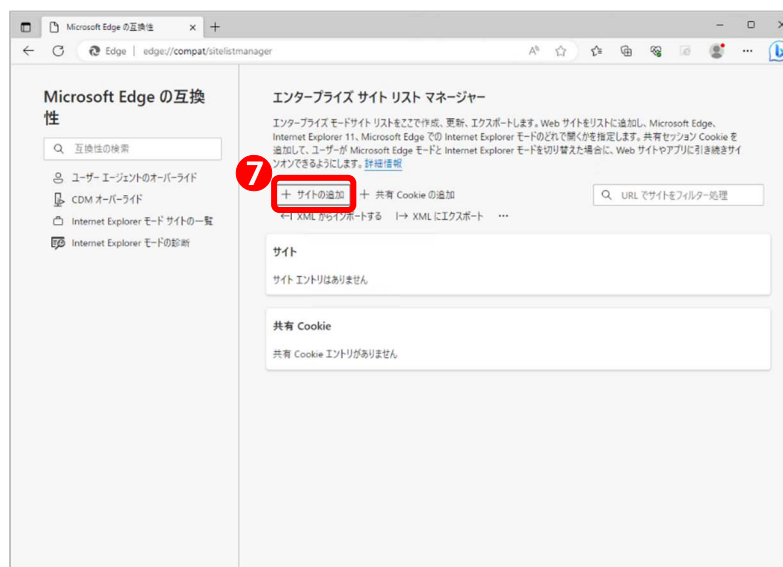 Microsoft Edge の互換性
Edge | edge://compat/sitelistmanager
Microsoft Edge の互換
性
互換性の検索
ユーザー エージェントのオーバーライド
CDM オーバーライド
Internet Explorer モード サイトの一覧
Internet Explorer モードの診断
エンタープライズ サイト リスト マネージャー
エンタープライズ モードサイト リストをここで作成、更新、エクスポートします。Web サイトをリストに追加し、Microsoft Edge、
Internet Explorer 11、Microsoft Edge での Internet Explorer モードのどれで開くかを指定します。共有セッション Cookie を
追加して、ユーザーが Microsoft Edge モードと Internet Explorer モードを切り替えた場合に、Web サイトやアプリに引き続きサイ
ンオンできるようにします。詳細情報
7
+ サイトの追加 + 共有 Cookie の追加
URL でサイトをフィルター処理
XML からインポートする XML にエクスポート ...
サイト
サイト エントリはありません
共有 Cookie
共有 Cookie エントリがありません